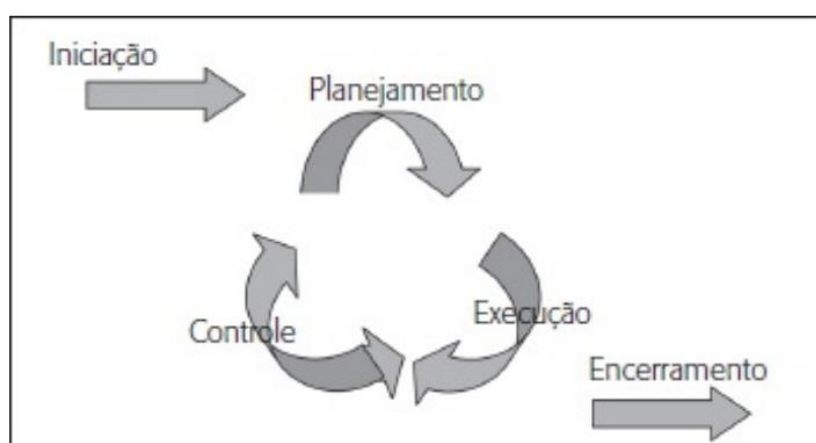 Iniciação
Planejamento
Controle
Execução
Encerramento